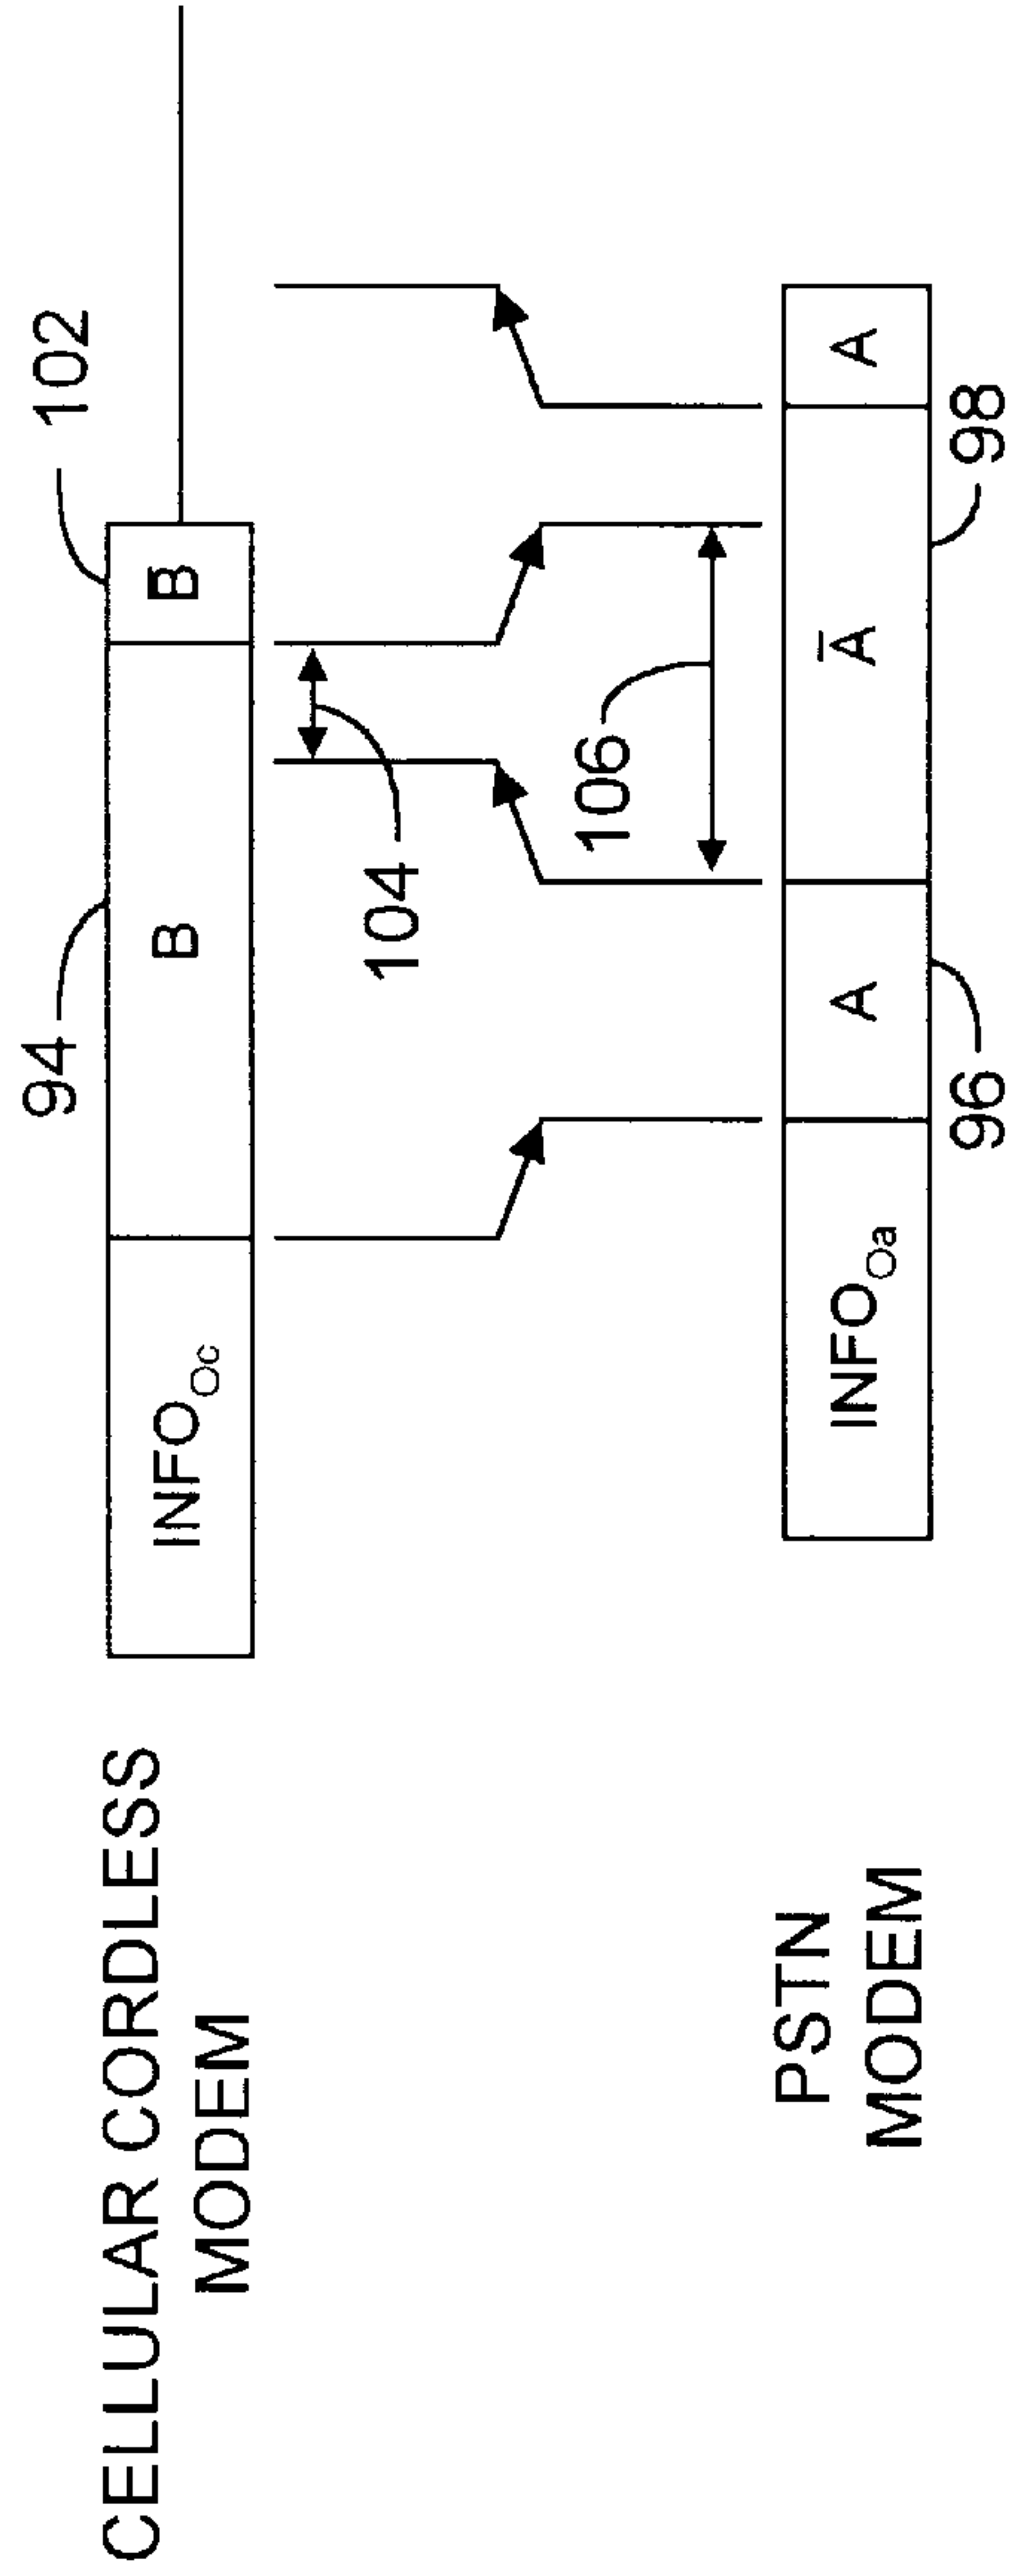 94
102
CELLULAR CORDLESS
MODEM
INFO₀c
B
B̄
104
106
PSTN
MODEM
INFO₀a
A
Ā
A
96
98